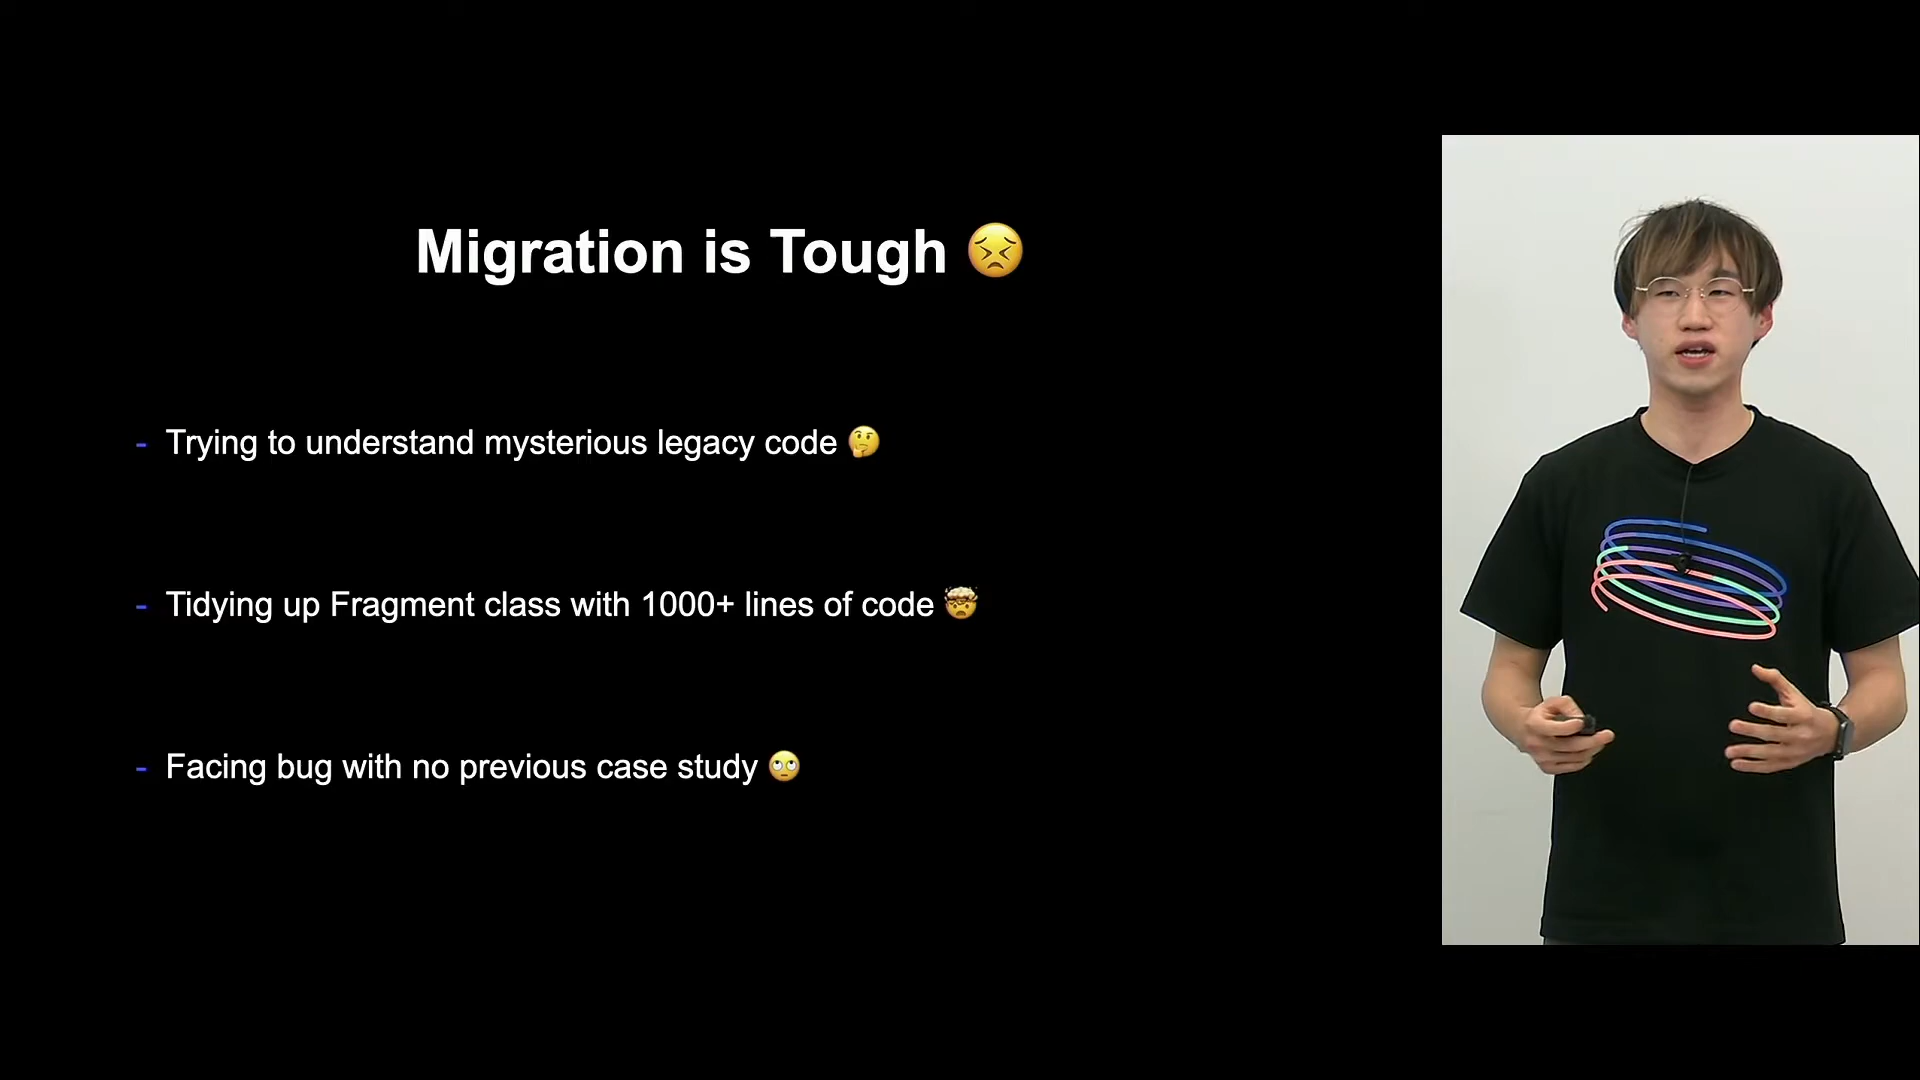 Migration is Tough 😣
- Trying to understand mysterious legacy code 🤔
- Tidying up Fragment class with 1000+ lines of code 🤯
- Facing bug with no previous case study 🙄